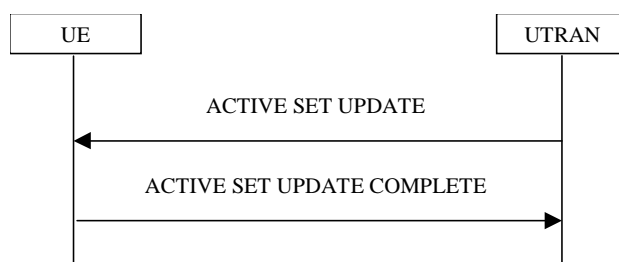 UE
UTRAN
ACTIVE SET UPDATE
ACTIVE SET UPDATE COMPLETE